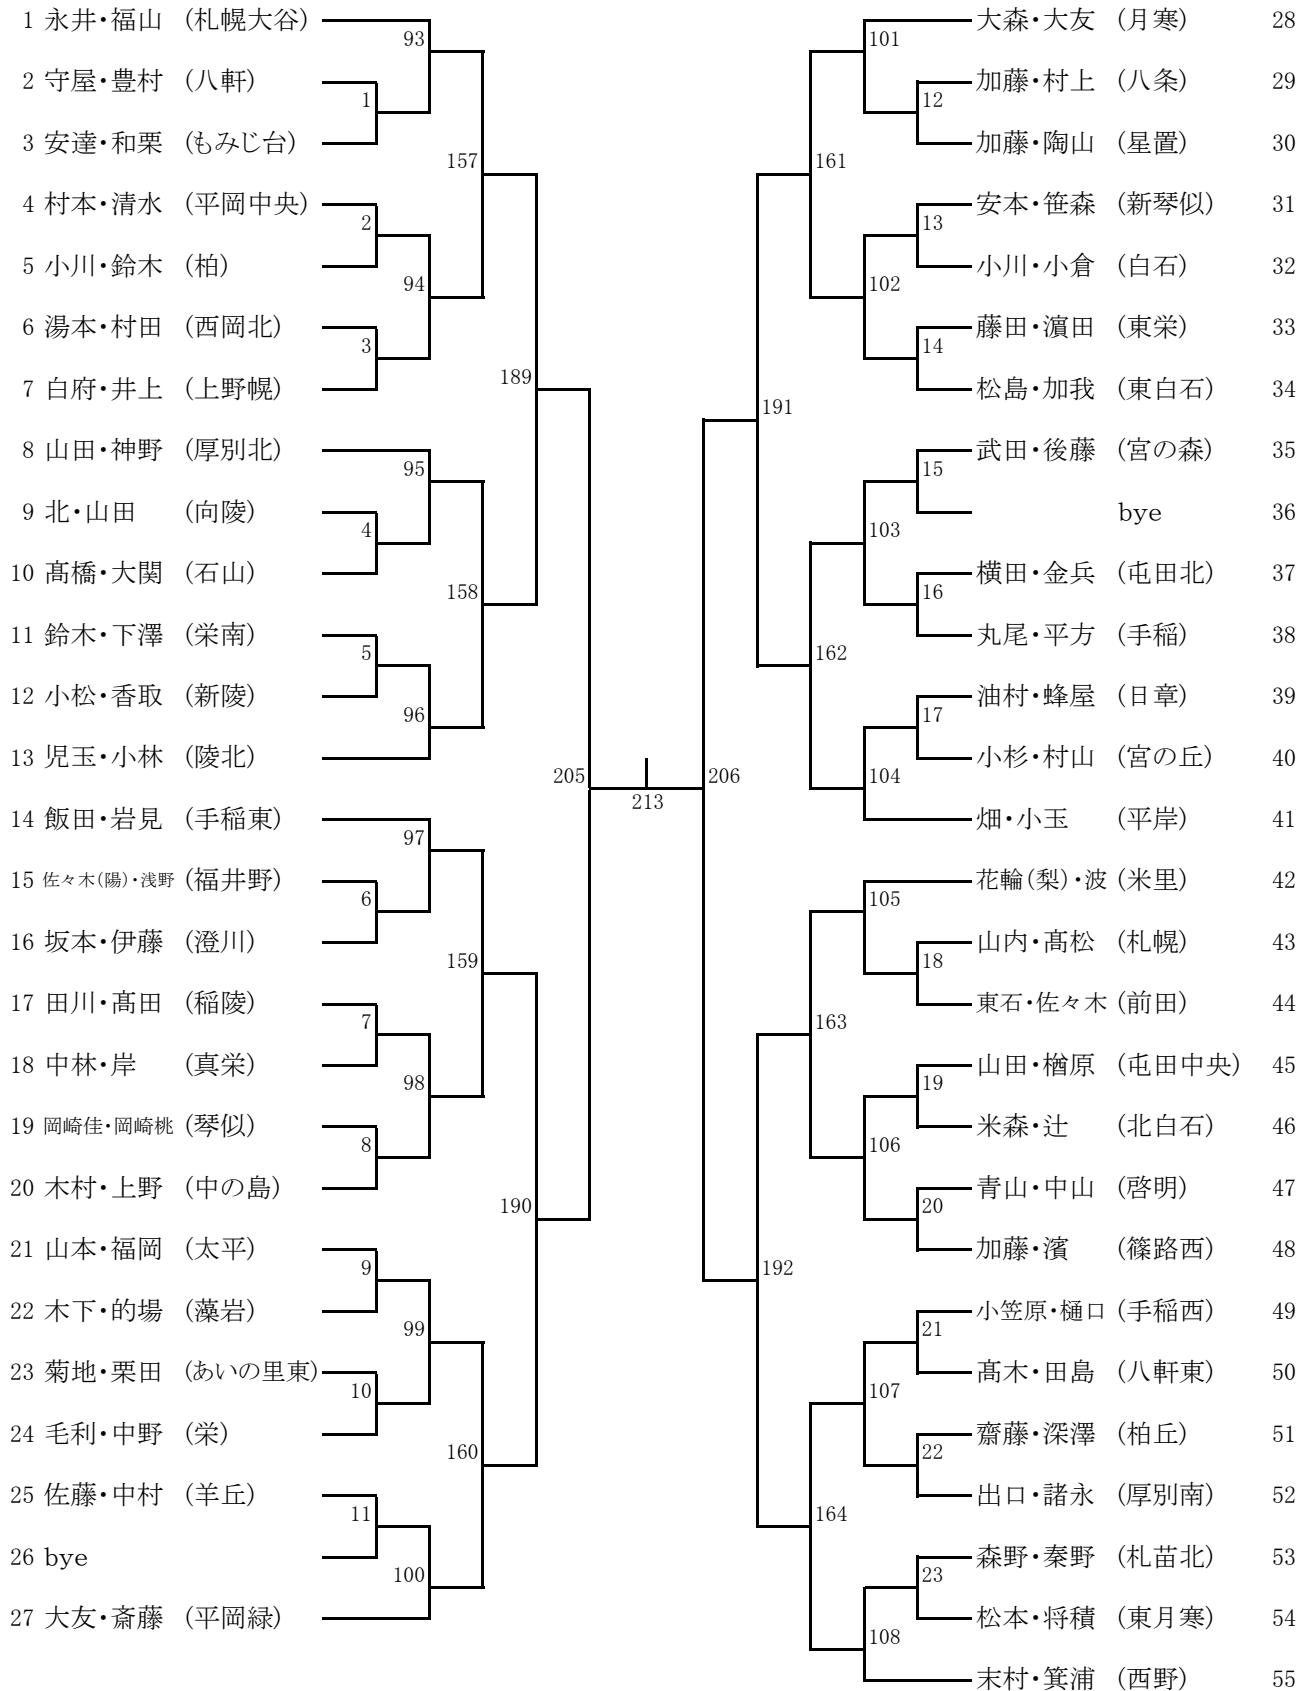 1 永井・福山 (札幌大谷)
2 守屋・豊村 (八軒)
3 安達・和栗 (もみじ台)
4 村本・清水 (平岡中央)
5 小川・鈴木 (柏)
6 湯本・村田 (西岡北)
7 白府・井上 (上野幌)
8 山田・神野 (厚別北)
9 北・山田 (向陵)
10 髙橋・大関 (石山)
11 鈴木・下澤 (栄南)
12 小松・香取 (新陵)
13 児玉・小林 (陵北)
14 飯田・岩見 (手稲東)
15 佐々木(陽)・浅野 (福井野)
16 坂本・伊藤 (澄川)
17 田川・髙田 (稲陵)
18 中林・岸 (真栄)
19 岡崎佳・岡崎桃 (琴似)
20 木村・上野 (中の島)
21 山本・福岡 (太平)
22 木下・的場 (藻岩)
23 菊地・栗田 (あいの里東)
24 毛利・中野 (栄)
25 佐藤・中村 (羊丘)
26 bye
27 大友・斎藤 (平岡緑)
93
1
157
2
94
3
189
95
4
158
5
96
205
97
6
159
7
98
8
190
9
99
10
160
11
100
213
206
101
12
161
13
102
14
191
15
103
16
162
17
104
105
18
163
19
106
20
192
21
107
22
164
23
108
大森・大友 (月寒) 28
加藤・村上 (八条) 29
加藤・陶山 (星置) 30
安本・笹森 (新琴似) 31
小川・小倉 (白石) 32
藤田・濵田 (東栄) 33
松島・加我 (東白石) 34
武田・後藤 (宮の森) 35
bye 36
横田・金兵 (屯田北) 37
丸尾・平方 (手稲) 38
油村・蜂屋 (日章) 39
小杉・村山 (宮の丘) 40
畑・小玉 (平岸) 41
花輪(梨)・波 (米里) 42
山内・髙松 (札幌) 43
東石・佐々木 (前田) 44
山田・楢原 (屯田中央) 45
米森・辻 (北白石) 46
青山・中山 (啓明) 47
加藤・濱 (篠路西) 48
小笠原・樋口 (手稲西) 49
髙木・田島 (八軒東) 50
齋藤・深澤 (柏丘) 51
出口・諸永 (厚別南) 52
森野・秦野 (札苗北) 53
松本・将積 (東月寒) 54
末村・箕浦 (西野) 55